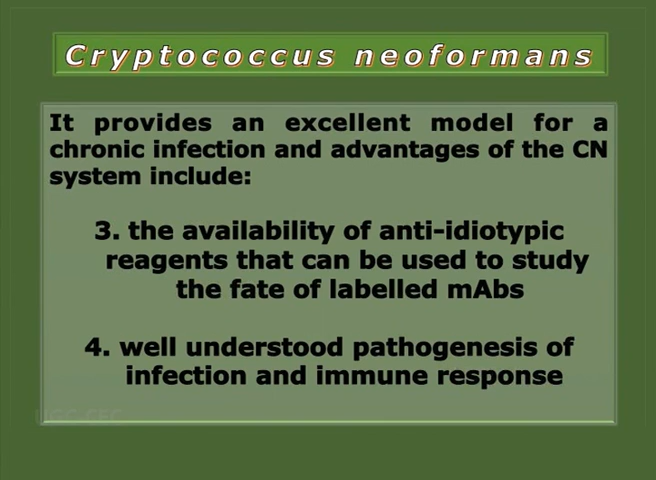 Cryptococcus neoformans
It provides an excellent model for a
chronic infection and advantages of the CN
system include:
3. the availability of anti-idiotypic
reagents that can be used to study
the fate of labelled mAbs
4. well understood pathogenesis of
infection and immune response
UGC-CEC